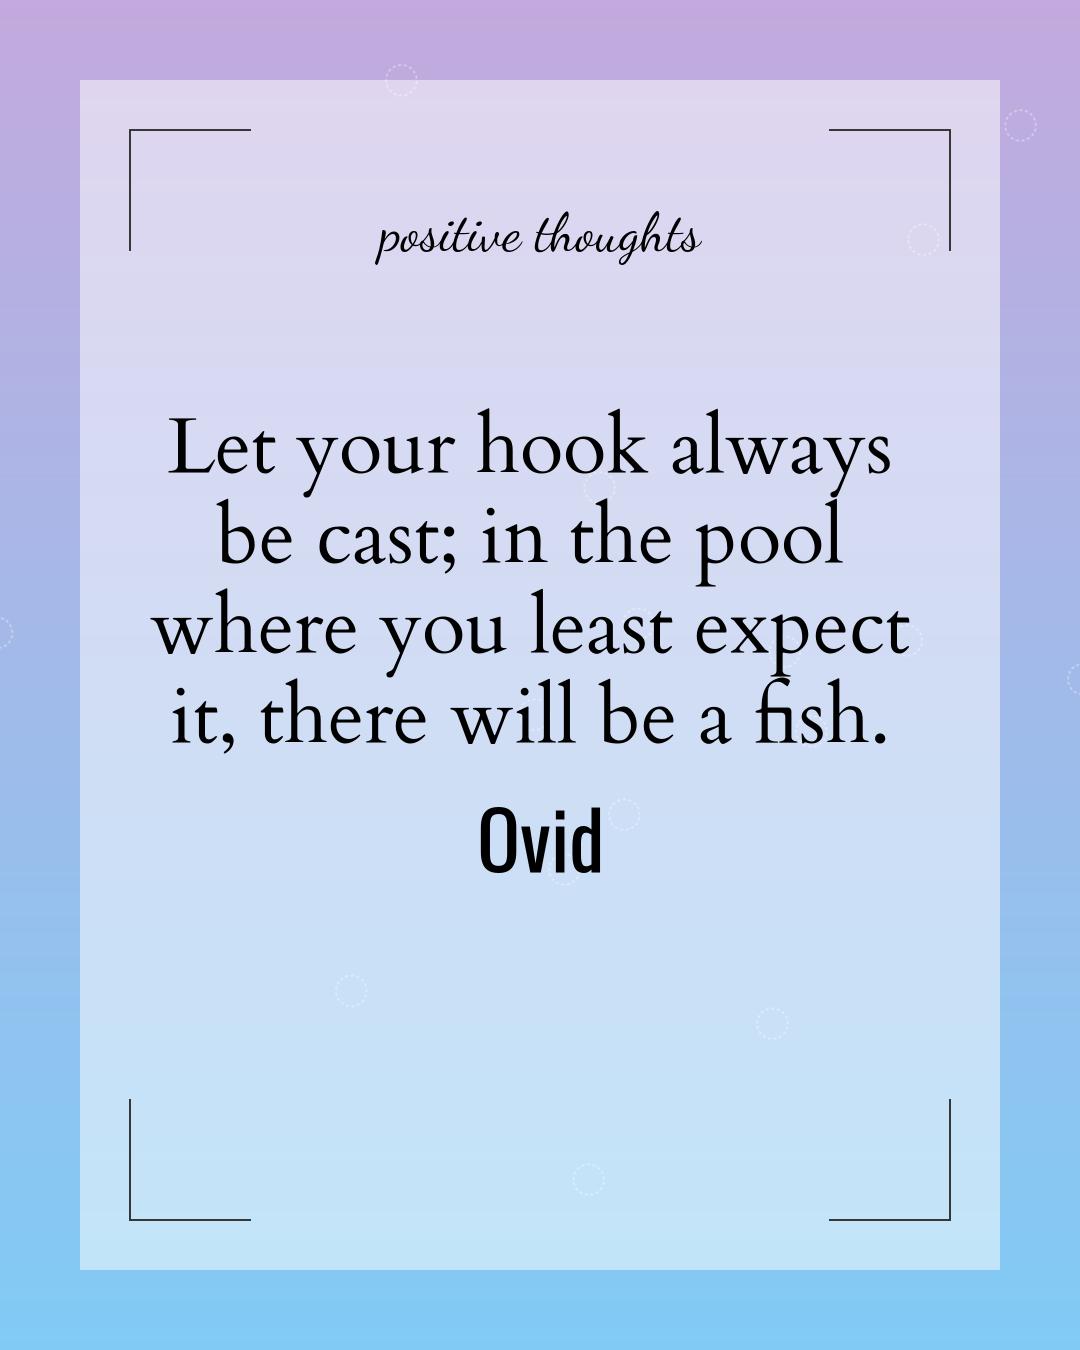 positive thoughts
Let your hook always
be cast; in the pool
where you least expect
it, there will be a fish.
Ovid